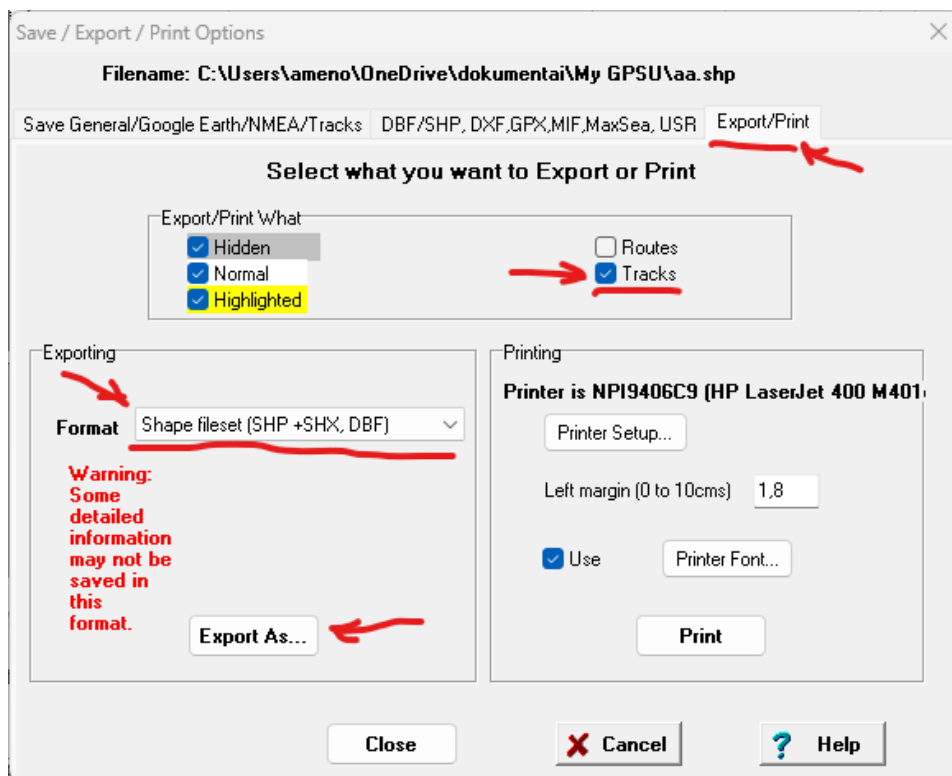 Save / Export / Print Options
Filename: C:\Users\ameno\OneDrive\dokumentai\My GPSU\aa.shp
Save General/Google Earth/NMEA/Tracks
DBF/SHP, DXF,GPX,MIF,MaxSea, USR
Export/Print
Select what you want to Export or Print
Export/Print What
Hidden
Normal
Highlighted
Routes
Tracks
Exporting
Format
Shape fileset (SHP +SHX, DBF)
Warning:
Some
detailed
information
may not be
saved in
this
format.
Export As...
Printing
Printer is NPI9406C9 (HP LaserJet 400 M401
Printer Setup...
Left margin (0 to 10cms)
1,8
Use
Printer Font...
Print
Close
Cancel
? Help